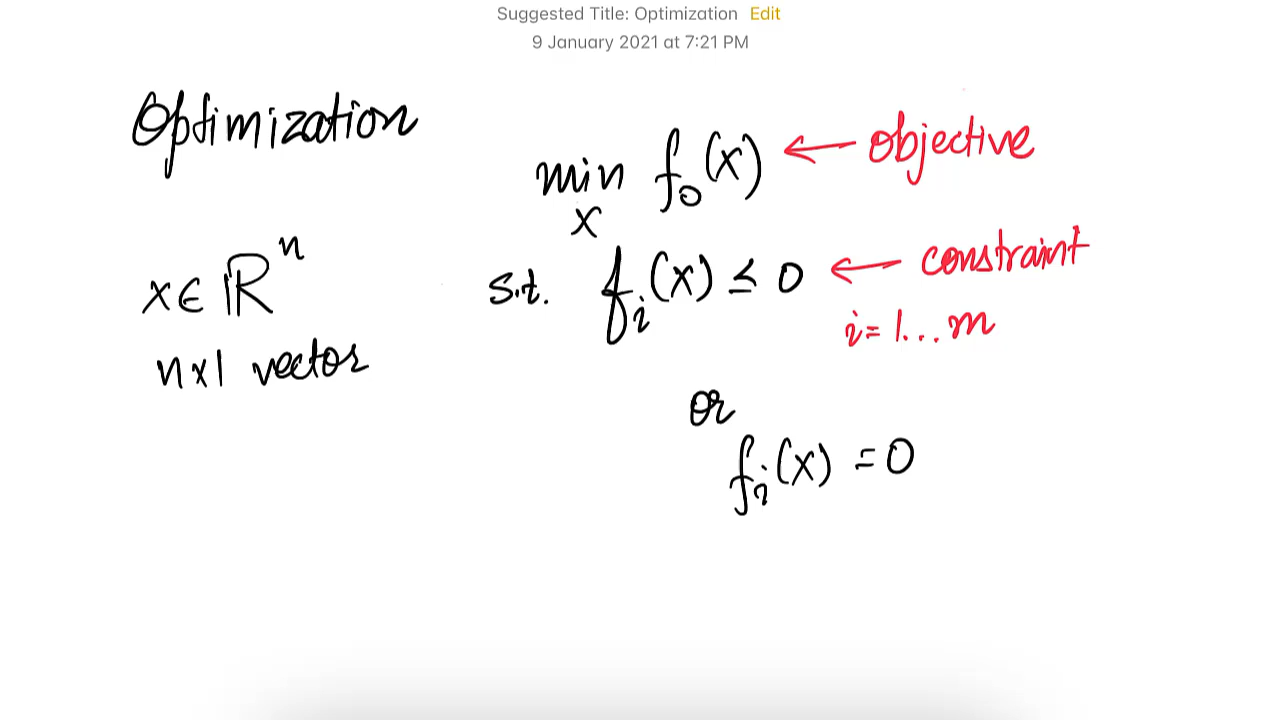 Suggested Title: Optimization Edit
9 January 2021 at 7:21 PM
Optimization
min f₀(x) ← objective
x
x ∈ ℝⁿ
n x 1 vector
s.t. fᵢ(x) ≤ 0 ← constraint
i = 1...m
or
fᵢ(x) = 0